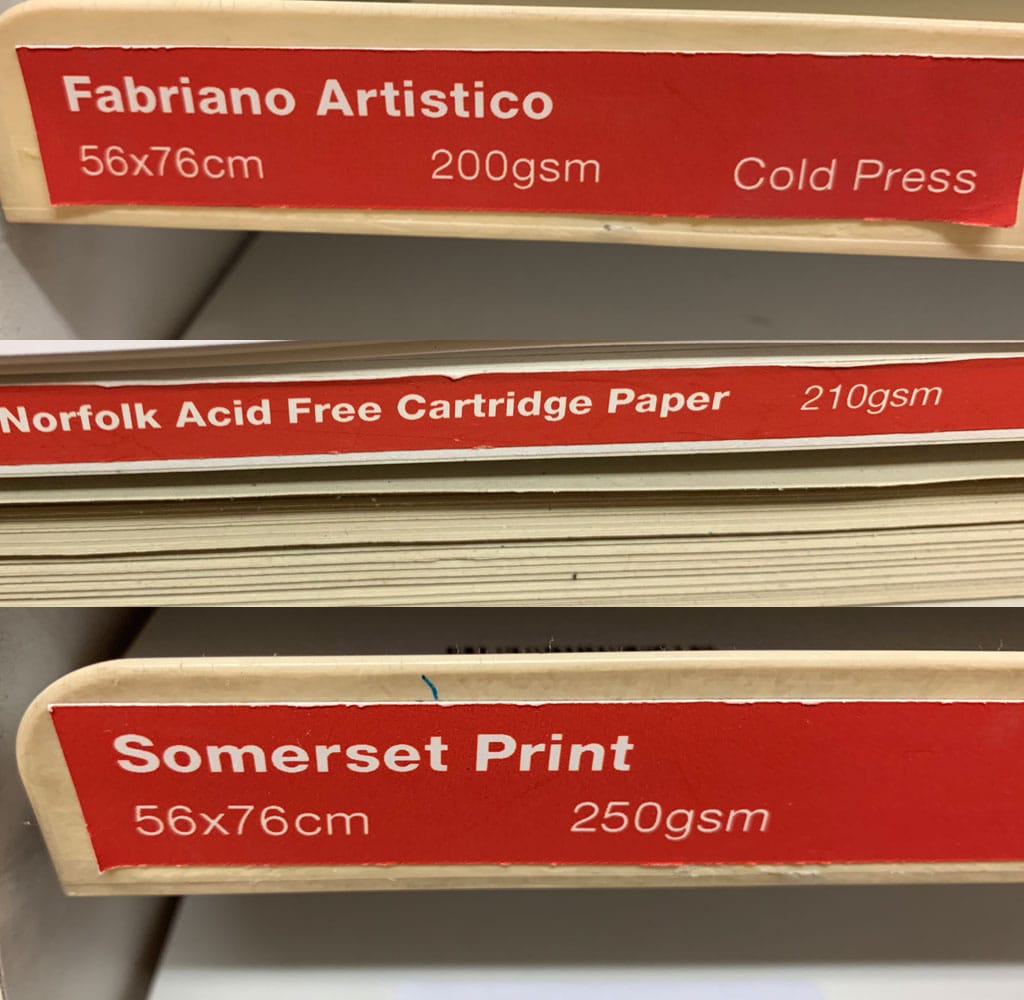 Fabriano Artistico
56x76cm 200gsm Cold Press
Norfolk Acid Free Cartridge Paper 210gsm
Somerset Print
56x76cm 250gsm